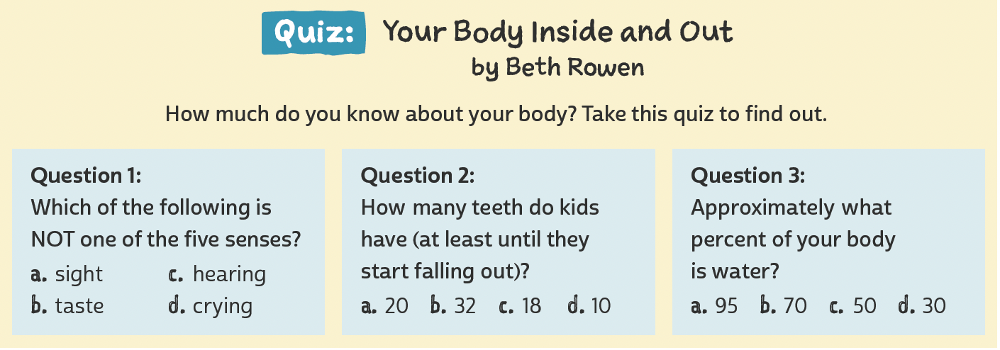 Quiz: Your Body Inside and Out
by Beth Rowen
How much do you know about your body? Take this quiz to find out.
Question 1:
Which of the following is
NOT one of the five senses?
a. sight c. hearing
b. taste d. crying
Question 2:
How many teeth do kids
have (at least until they
start falling out)?
a. 20 b. 32 c. 18 d. 10
Question 3:
Approximately what
percent of your body
is water?
a. 95 b. 70 c. 50 d. 30